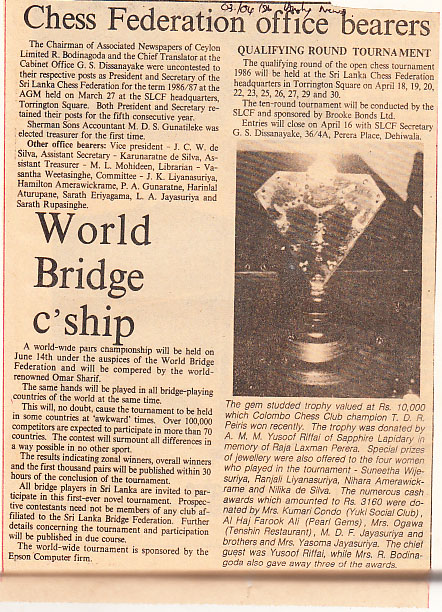 03/04/86 Daily News
Chess Federation office bearers
The Chairman of Associated Newspapers of Ceylon
Limited R. Bodinagoda and the Chief Translator at the
Cabinet Office G. S. Dissanayake were uncontested to
their respective posts as President and Secretary of the
Sri Lanka Chess Federation for the term 1986/87 at the
AGM held on March 27 at the SLCF headquarters,
Torrington Square. Both President and Secretary re-
tained their posts for the fifth consecutive year.
Sherman Sons Accountant M. D. S. Gunatileke was
elected treasurer for the first time.
Other office bearers: Vice president - J. C. W. de
Silva, Assistant Secretary - Karunaratne de Silva, As-
sistant Treasurer - M. L. Mohideen, Librarian - Va-
santha Weetasinghe, Committee - J. K. Liyanasuriya,
Hamilton Amerawickrame, P. A. Gunaratne, Harinlal
Aturupane, Sarath Eriyagama, L. A. Jayasuriya and
Sarath Rupasinghe.
World
Bridge
c'ship
A world-wide pairs championship will be held on
June 14th under the auspices of the World Bridge
Federation and will be compered by the world-
renowned Omar Sharif.
The same hands will be played in all bridge-playing
countries of the world at the same time.
This will, no doubt, cause the tournament to be held
in some countries at 'awkward' times. Over 100,000
competitors are expected to participate in more than 70
countries. The contest will surmount all differences in
a way possible in no other sport.
The results indicating zonal winners, overall winners
and the first thousand pairs will be published within 30
hours of the conclusion of the tournament.
All bridge players in Sri Lanka are invited to par-
ticipate in this first-ever novel tournament. Prospec-
tive contestants need not be members of any club af-
filiated to the Sri Lanka Bridge Federation. Further
details concerning the tournament and participation
will be published in due course.
The world-wide tournament is sponsored by the
Epson Computer firm.
QUALIFYING ROUND TOURNAMENT
The qualifying round of the open chess tournament
1986 will be held at the Sri Lanka Chess Federation
headquarters in Torrington Square on April 18, 19, 20,
22, 23, 25, 26, 27, 29 and 30.
The ten-round tournament will be conducted by the
SLCF and sponsored by Brooke Bonds Ltd.
Entries will close on April 16 with SLCF Secretary
G. S. Dissanayake, 36/4A, Perera Place, Dehiwala.
The gem studded trophy valued at Rs. 10,000
which Colombo Chess Club champion T. D. R.
Peiris won recently. The trophy was donated by
A. M. M. Yusoof Riffai of Sapphire Lapidary in
memory of Raja Laxman Perera. Special prizes
of jewellery were also offered to the four women
who played in the tournament - Suneetha Wije-
suriya, Ranjali Liyanasuriya, Nihara Amerawick-
rame and Nilika de Silva. The numerous cash
awards which amounted to Rs. 3160 were do-
nated by Mrs. Kumari Condo (Yuki Social Club),
Al Haj Farook Ali (Pearl Gems), Mrs. Ogawa
(Tenshin Restaurant), M. D. F. Jayasuriya and
brothers and Mrs. Yasoma Jayasuriya. The chief
guest was Yusoof Riffai, while Mrs. R. Bodina-
goda also gave away three of the awards.